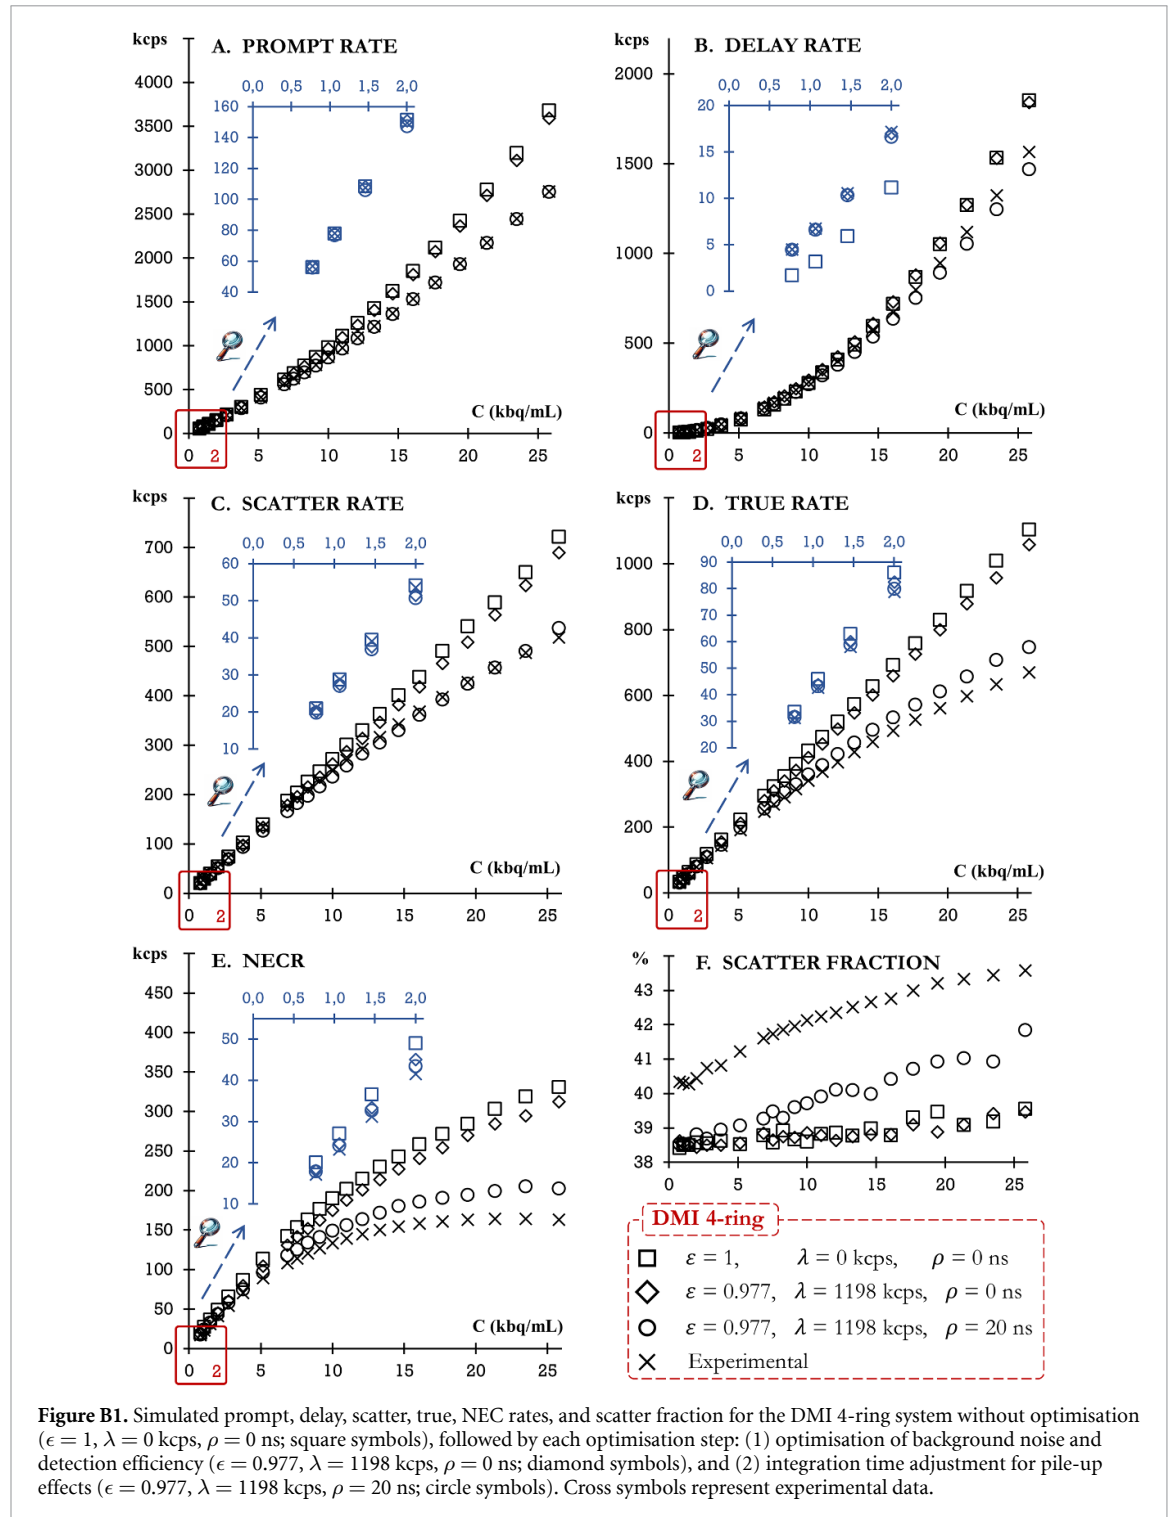 kcps
A. PROMPT RATE
0,0 0,5 1,0 1,5 2,0
160
140
120
100
80
60
40
4000
3500
3000
2500
2000
1500
1000
500
0
C (kbq/mL)
0 2 5 10 15 20 25
kcps
B. DELAY RATE
0,0 0,5 1,0 1,5 2,0
20
15
10
5
0
2000
1500
1000
500
0
C (kbq/mL)
0 2 5 10 15 20 25
kcps
C. SCATTER RATE
0,0 0,5 1,0 1,5 2,0
60
50
40
30
20
10
700
600
500
400
300
200
100
0
C (kbq/mL)
0 2 5 10 15 20 25
kcps
D. TRUE RATE
0,0 0,5 1,0 1,5 2,0
90
80
70
60
50
40
30
20
1000
800
600
400
200
0
C (kbq/mL)
0 2 5 10 15 20 25
kcps
E. NECR
0,0 0,5 1,0 1,5 2,0
50
40
30
20
10
450
400
350
300
250
200
150
100
50
0
C (kbq/mL)
0 2 5 10 15 20 25
%
F. SCATTER FRACTION
43
42
41
40
39
38
0 5 10 15 20 25
DMI 4-ring
ε = 1, λ = 0 kcps, ρ = 0 ns
ε = 0.977, λ = 1198 kcps, ρ = 0 ns
ε = 0.977, λ = 1198 kcps, ρ = 20 ns
Experimental
Figure B1. Simulated prompt, delay, scatter, true, NEC rates, and scatter fraction for the DMI 4-ring system without optimisation
(ϵ = 1, λ = 0 kcps, ρ = 0 ns; square symbols), followed by each optimisation step: (1) optimisation of background noise and
detection efficiency (ϵ = 0.977, λ = 1198 kcps, ρ = 0 ns; diamond symbols), and (2) integration time adjustment for pile-up
effects (ϵ = 0.977, λ = 1198 kcps, ρ = 20 ns; circle symbols). Cross symbols represent experimental data.